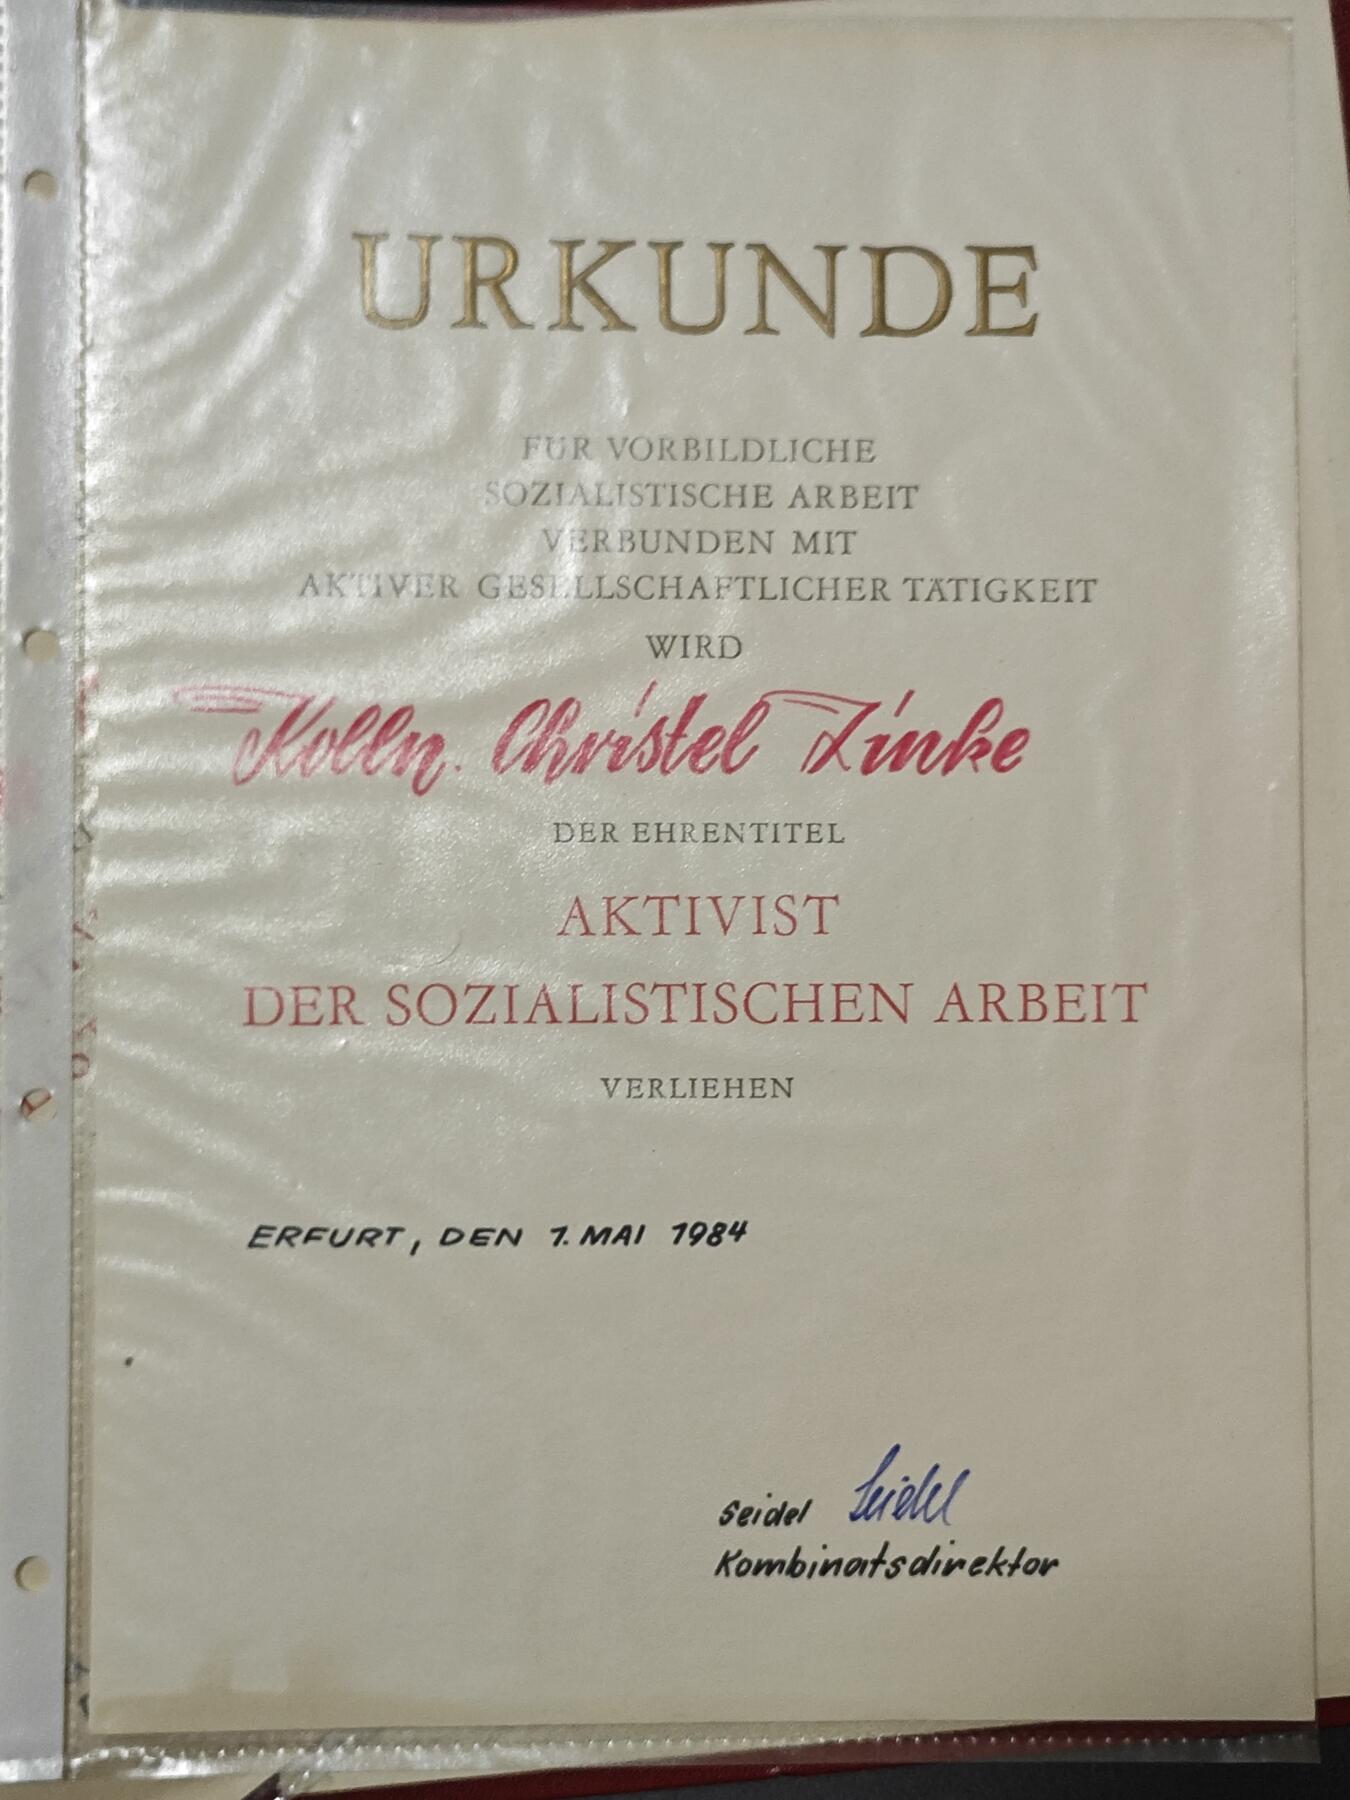 URKUNDE
FÜR VORBILDLICHE
SOZIALISTISCHE ARBEIT
VERBUNDEN MIT
AKTIVER GESELLSCHAFTLICHER TÄTIGKEIT
WIRD
Kolln. Christel Zinke
DER EHRENTITEL
AKTIVIST
DER SOZIALISTISCHEN ARBEIT
VERLIEHEN
ERFURT, DEN 1. MAI 1984
Seidel Seidel
Kombinatsdirektor